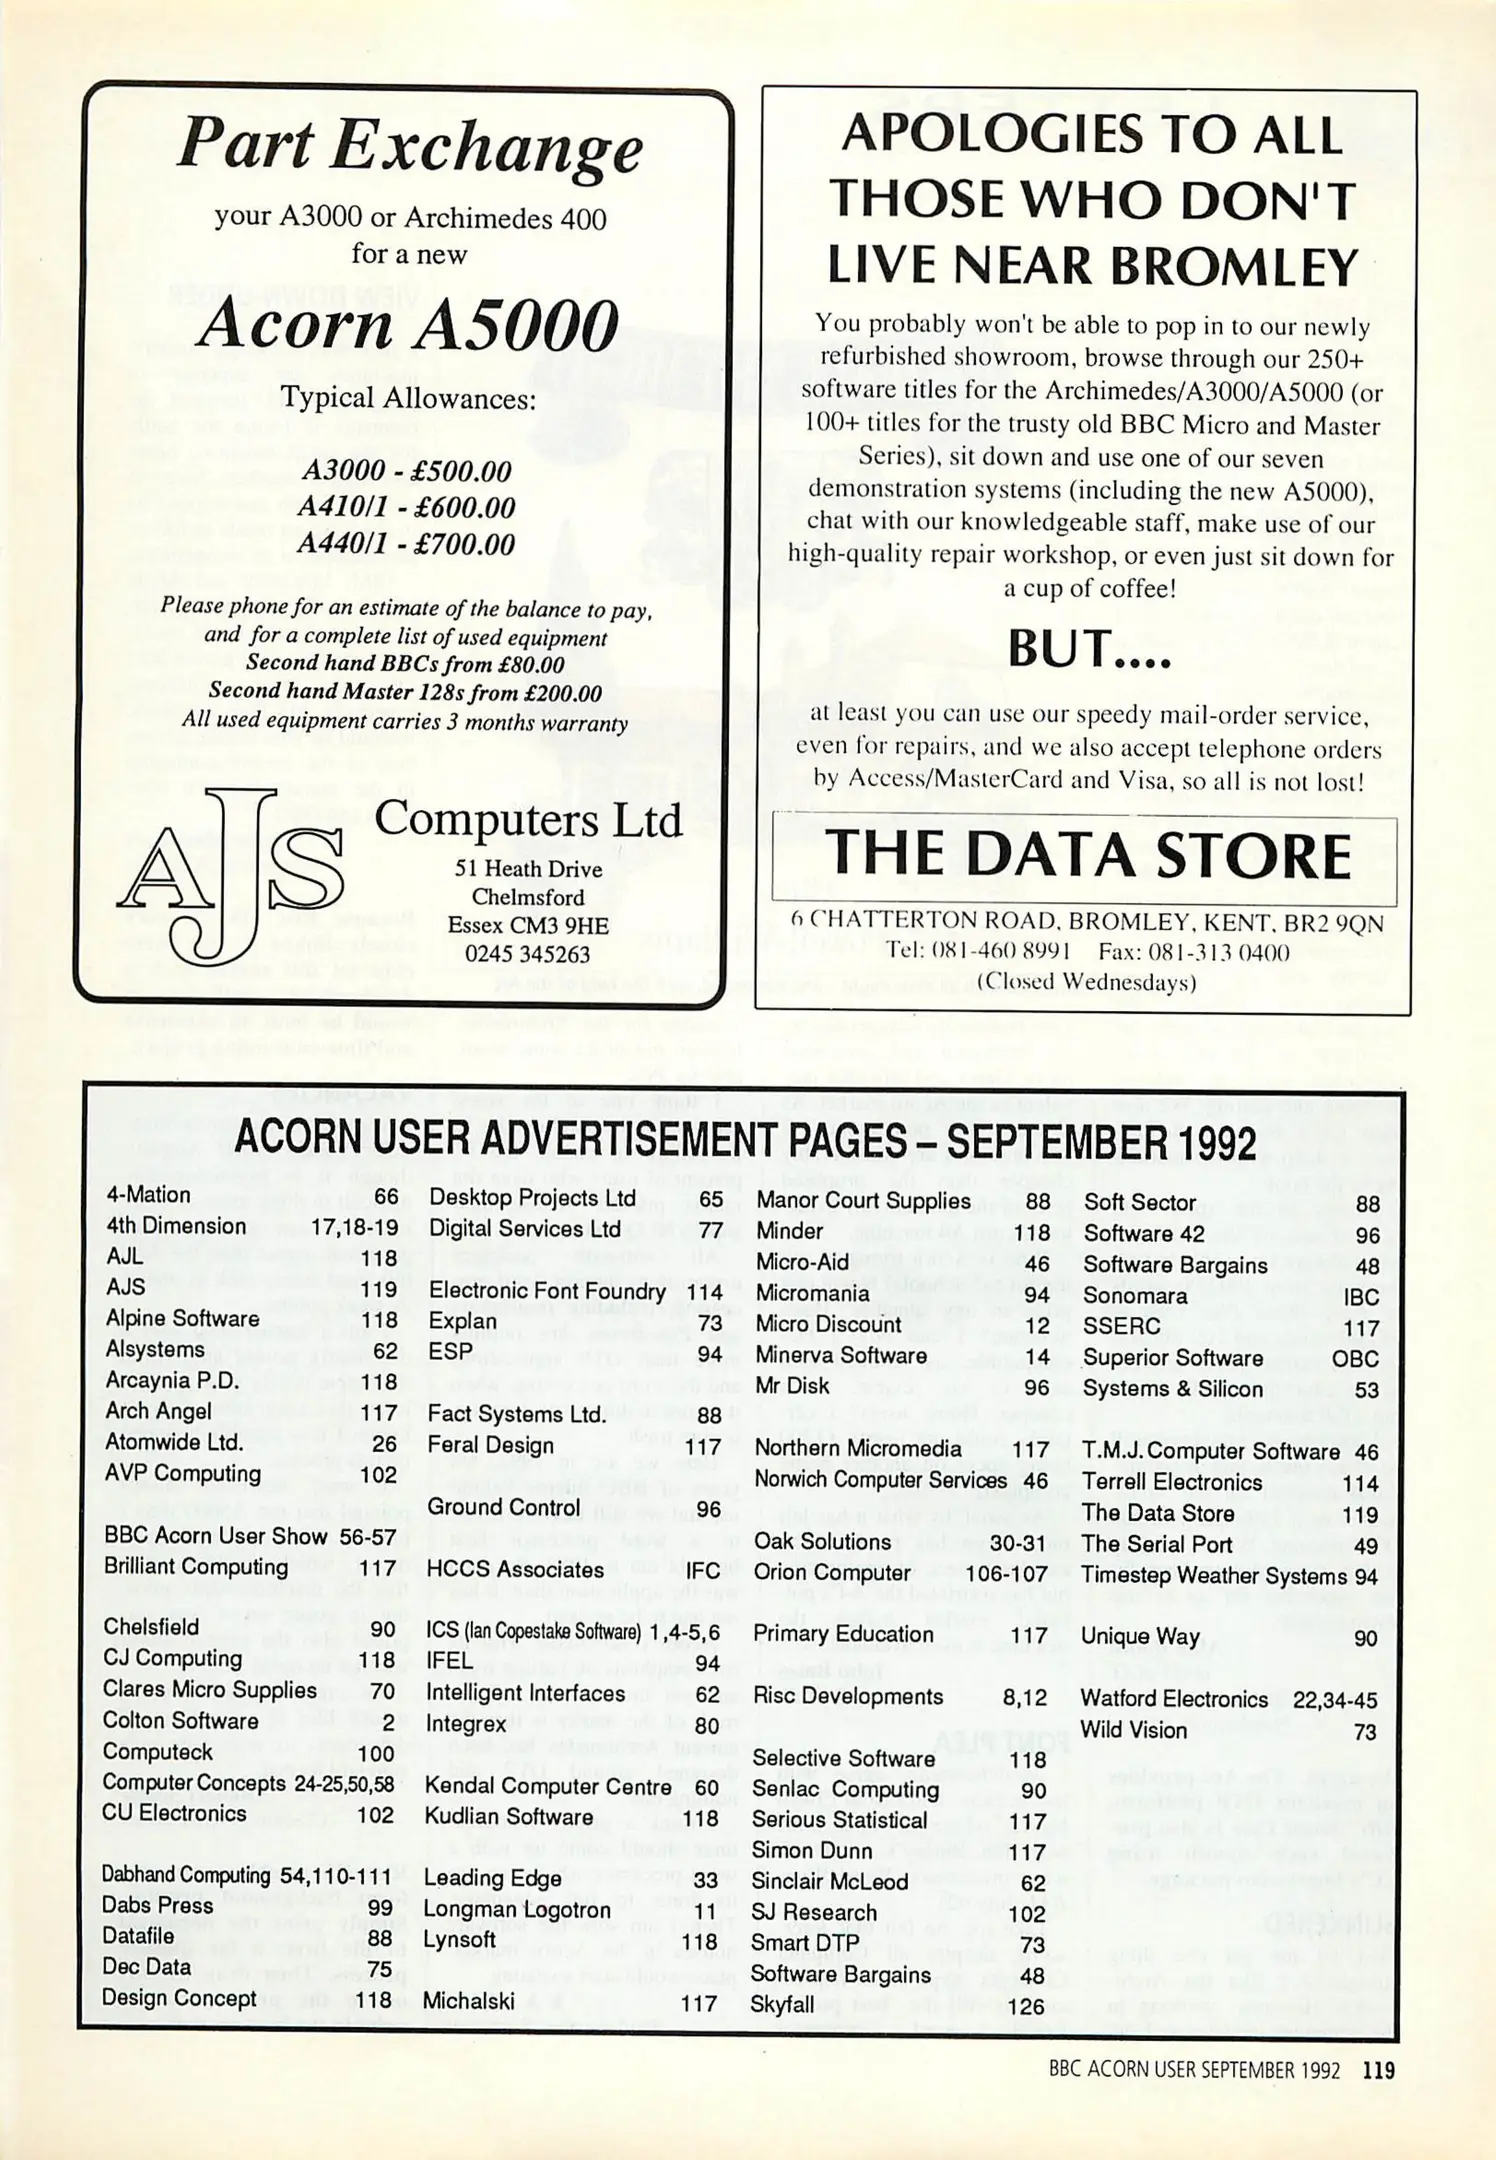 Part Exchange
your A3000 or Archimedes 400
for a new
Acorn A5000
Typical Allowances:
A3000 - £500.00
A410/1 - £600.00
A440/1 - £700.00
Please phone for an estimate of the balance to pay,
and for a complete list of used equipment
Second hand BBCs from £80.00
Second hand Master 128s from £200.00
All used equipment carries 3 months warranty
AJS
Computers Ltd
51 Heath Drive
Chelmsford
Essex CM3 9HE
0245 345263
APOLOGIES TO ALL
THOSE WHO DON'T
LIVE NEAR BROMLEY
You probably won't be able to pop in to our newly
refurbished showroom, browse through our 250+
software titles for the Archimedes/A3000/A5000 (or
100+ titles for the trusty old BBC Micro and Master
Series), sit down and use one of our seven
demonstration systems (including the new A5000),
chat with our knowledgeable staff, make use of our
high-quality repair workshop, or even just sit down for
a cup of coffee!
BUT....
at least you can use our speedy mail-order service,
even for repairs, and we also accept telephone orders
by Access/MasterCard and Visa, so all is not lost!
THE DATA STORE
6 CHATTERTON ROAD, BROMLEY, KENT, BR2 9QN
Tel: 081-460 8991 Fax: 081-313 0400
(Closed Wednesdays)
ACORN USER ADVERTISEMENT PAGES – SEPTEMBER 1992
4-Mation 66
4th Dimension 17,18-19
AJL 118
AJS 119
Alpine Software 118
Alsystems 62
Arcaynia P.D. 118
Arch Angel 117
Atomwide Ltd. 26
AVP Computing 102
BBC Acorn User Show 56-57
Brilliant Computing 117
Chelsfield 90
CJ Computing 118
Clares Micro Supplies 70
Colton Software 2
Computeck 100
Computer Concepts 24-25,50,58
CU Electronics 102
Dabhand Computing 54,110-111
Dabs Press 99
Datafile 88
Dec Data 75
Design Concept 118
Desktop Projects Ltd 65
Digital Services Ltd 77
Electronic Font Foundry 114
Explan 73
ESP 94
Fact Systems Ltd. 88
Feral Design 117
Ground Control 96
HCCS Associates IFC
ICS (Ian Copestake Software) 1,4-5,6
IFEL 94
Intelligent Interfaces 62
Integrex 80
Kendal Computer Centre 60
Kudlian Software 118
Leading Edge 33
Longman Logotron 11
Lynsoft 118
Michalski 117
Manor Court Supplies 88
Minder 118
Micro-Aid 46
Micromania 94
Micro Discount 12
Minerva Software 14
Mr Disk 96
Northern Micromedia 117
Norwich Computer Services 46
Oak Solutions 30-31
Orion Computer 106-107
Primary Education 117
Risc Developments 8,12
Selective Software 118
Senlac Computing 90
Serious Statistical 117
Simon Dunn 117
Sinclair McLeod 62
SJ Research 102
Smart DTP 73
Software Bargains 48
Skyfall 126
Soft Sector 88
Software 42 96
Software Bargains 48
Sonomara IBC
SSERC 117
Superior Software OBC
Systems & Silicon 53
T.M.J. Computer Software 46
Terrell Electronics 114
The Data Store 119
The Serial Port 49
Timestep Weather Systems 94
Unique Way 90
Watford Electronics 22,34-45
Wild Vision 73
BBC ACORN USER SEPTEMBER 1992 119